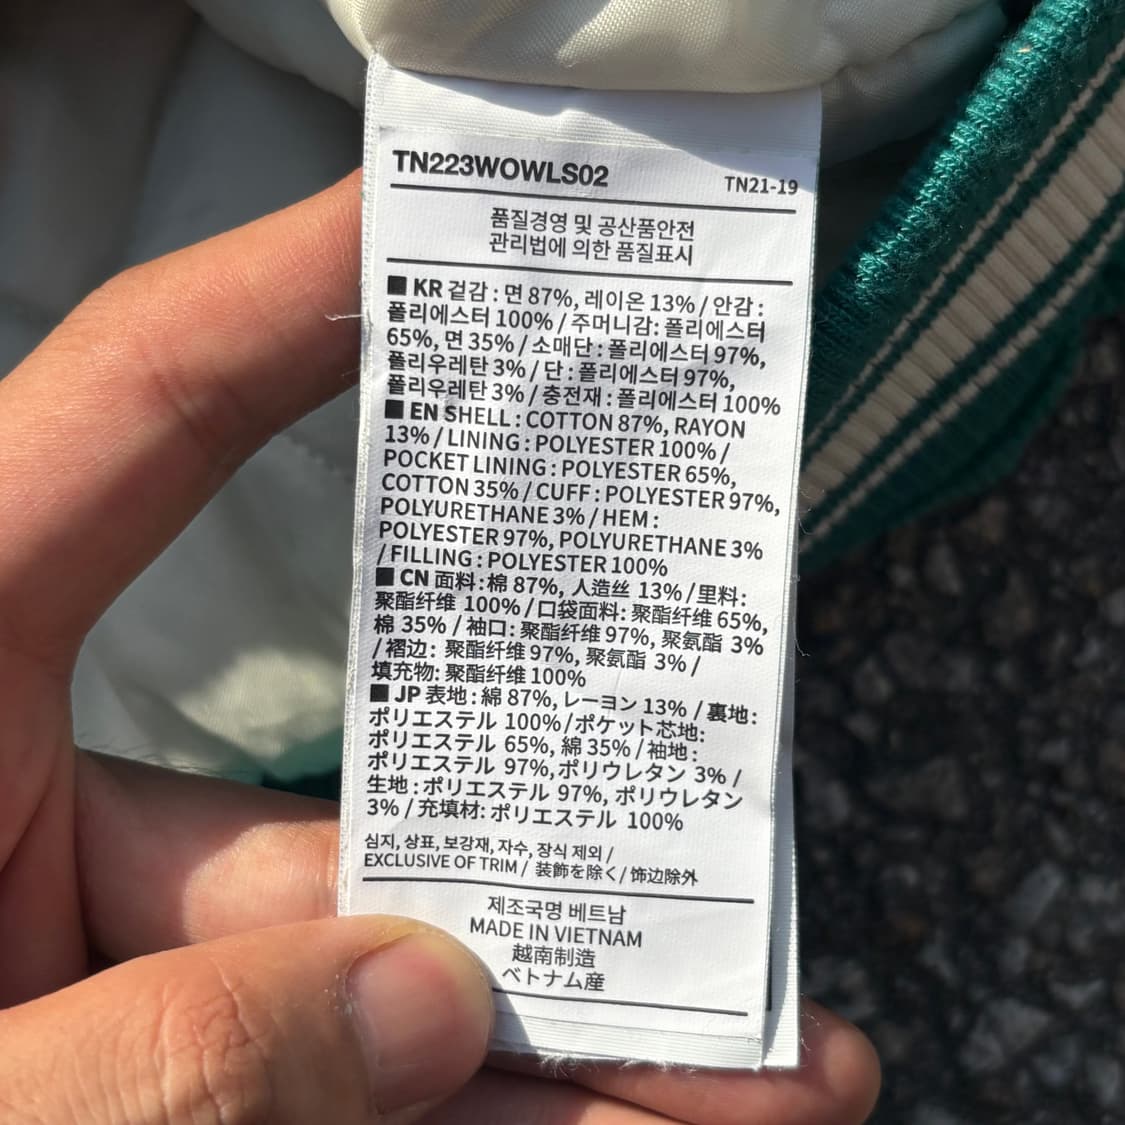 TN223WOWLS02
TN21-19
품질경영 및 공산품안전
관리법에 의한 품질표시
■ KR 겉감 : 면 87%, 레이온 13% / 안감 :
폴리에스터 100% / 주머니감: 폴리에스터
65%, 면 35% / 소매단 : 폴리에스터 97%,
폴리우레탄 3% / 단 : 폴리에스터 97%,
폴리우레탄 3% / 충전재 : 폴리에스터 100%
■ EN SHELL : COTTON 87%, RAYON
13% / LINING : POLYESTER 100% /
POCKET LINING : POLYESTER 65%,
COTTON 35% / CUFF : POLYESTER 97%,
POLYURETHANE 3% / HEM :
POLYESTER 97%, POLYURETHANE 3%
/ FILLING : POLYESTER 100%
■ CN 面料:棉 87%, 人造丝 13% / 里料:
聚酯纤维 100% / 口袋面料: 聚酯纤维 65%,
棉 35% / 袖口: 聚酯纤维 97%, 聚氨酯 3%
/ 褶边: 聚酯纤维 97%, 聚氨酯 3% /
填充物: 聚酯纤维 100%
■ JP 表地 : 綿 87%, レーヨン 13% / 裏地:
ポリエステル 100% / ポケット芯地:
ポリエステル 65%, 綿 35% / 袖地 :
ポリエステル 97%, ポリウレタン 3% /
生地 : ポリエステル 97%, ポリウレタン
3% / 充填材: ポリエステル 100%
심지, 상표, 보강재, 자수, 장식 제외 /
EXCLUSIVE OF TRIM / 装飾を除く / 饰边除外
제조국명 베트남
MADE IN VIETNAM
越南制造
ベトナム産